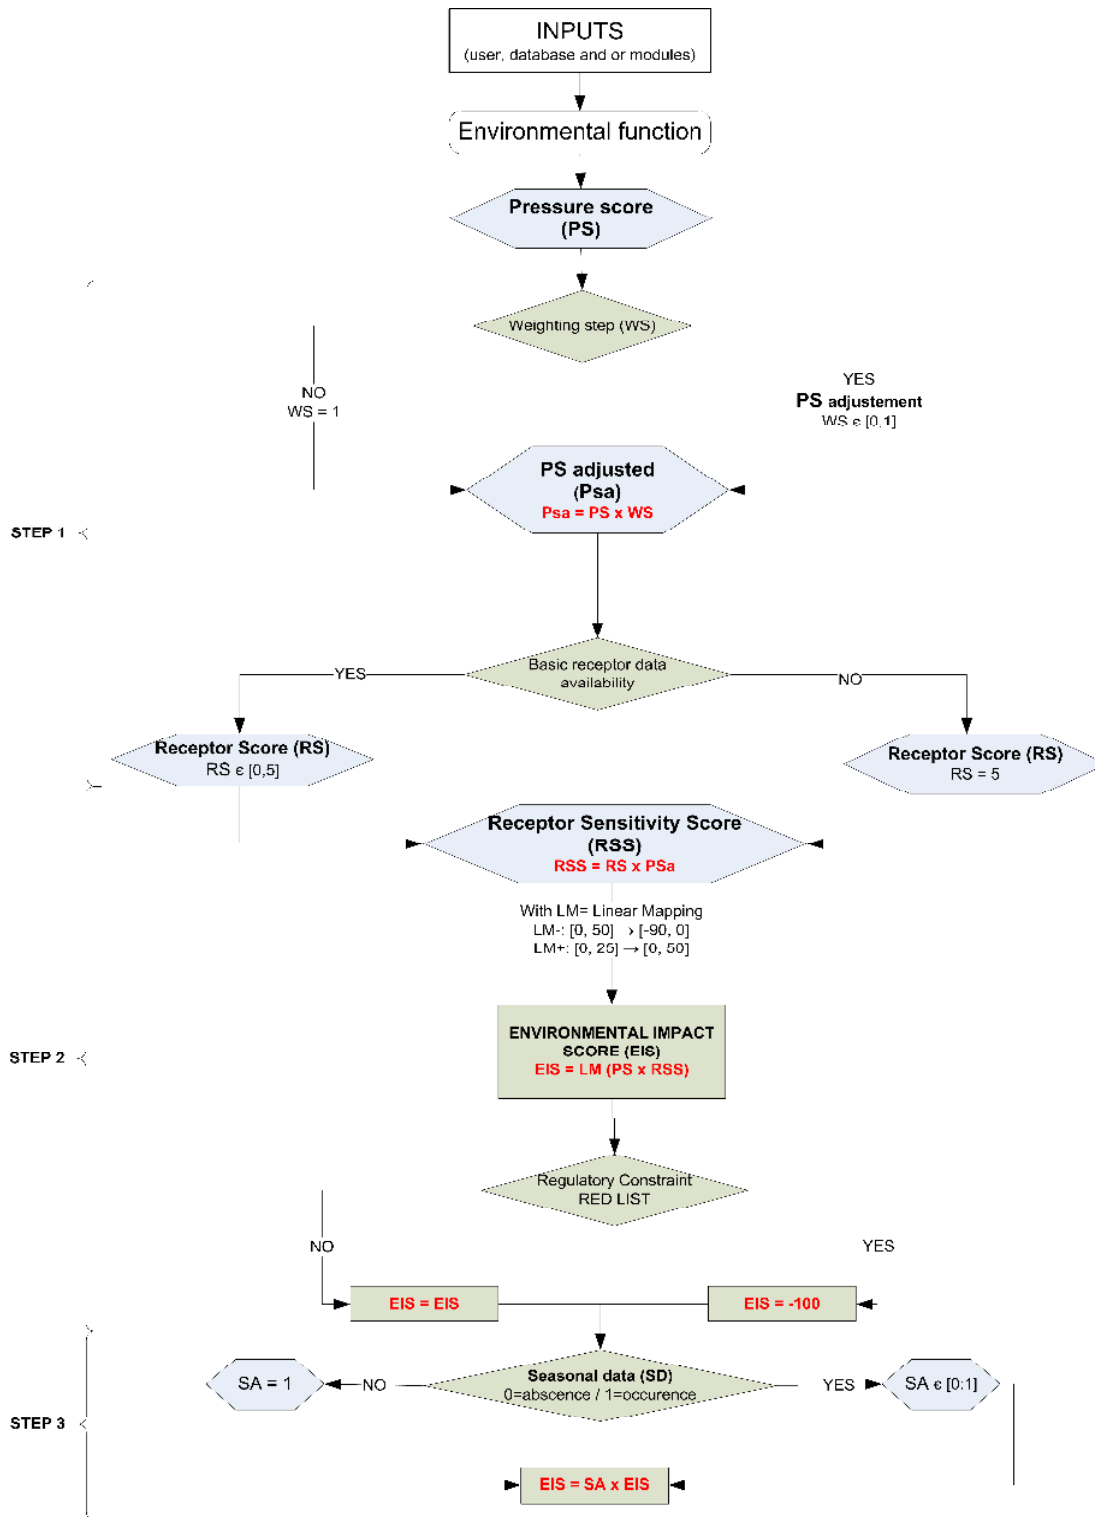 INPUTS
(user, database and or modules)
Environmental function
Pressure score
(PS)
Weighting step (WS)
NO
WS = 1
YES
PS adjustement
WS ϵ [0,1]
PS adjusted
(Psa)
Psa = PS x WS
STEP 1
Basic receptor data
availability
YES
NO
Receptor Score (RS)
RS ϵ [0,5]
Receptor Score (RS)
RS = 5
Receptor Sensitivity Score
(RSS)
RSS = RS x PSa
With LM= Linear Mapping
LM-: [0, 50] → [-90, 0]
LM+: [0, 25] → [0, 50]
ENVIRONMENTAL IMPACT
SCORE (EIS)
EIS = LM (PS x RSS)
STEP 2
Regulatory Constraint
RED LIST
NO
YES
EIS = EIS
EIS = -100
SA = 1
NO
Seasonal data (SD)
0=abscence / 1=occurence
YES
SA ϵ [0:1]
STEP 3
EIS = SA x EIS